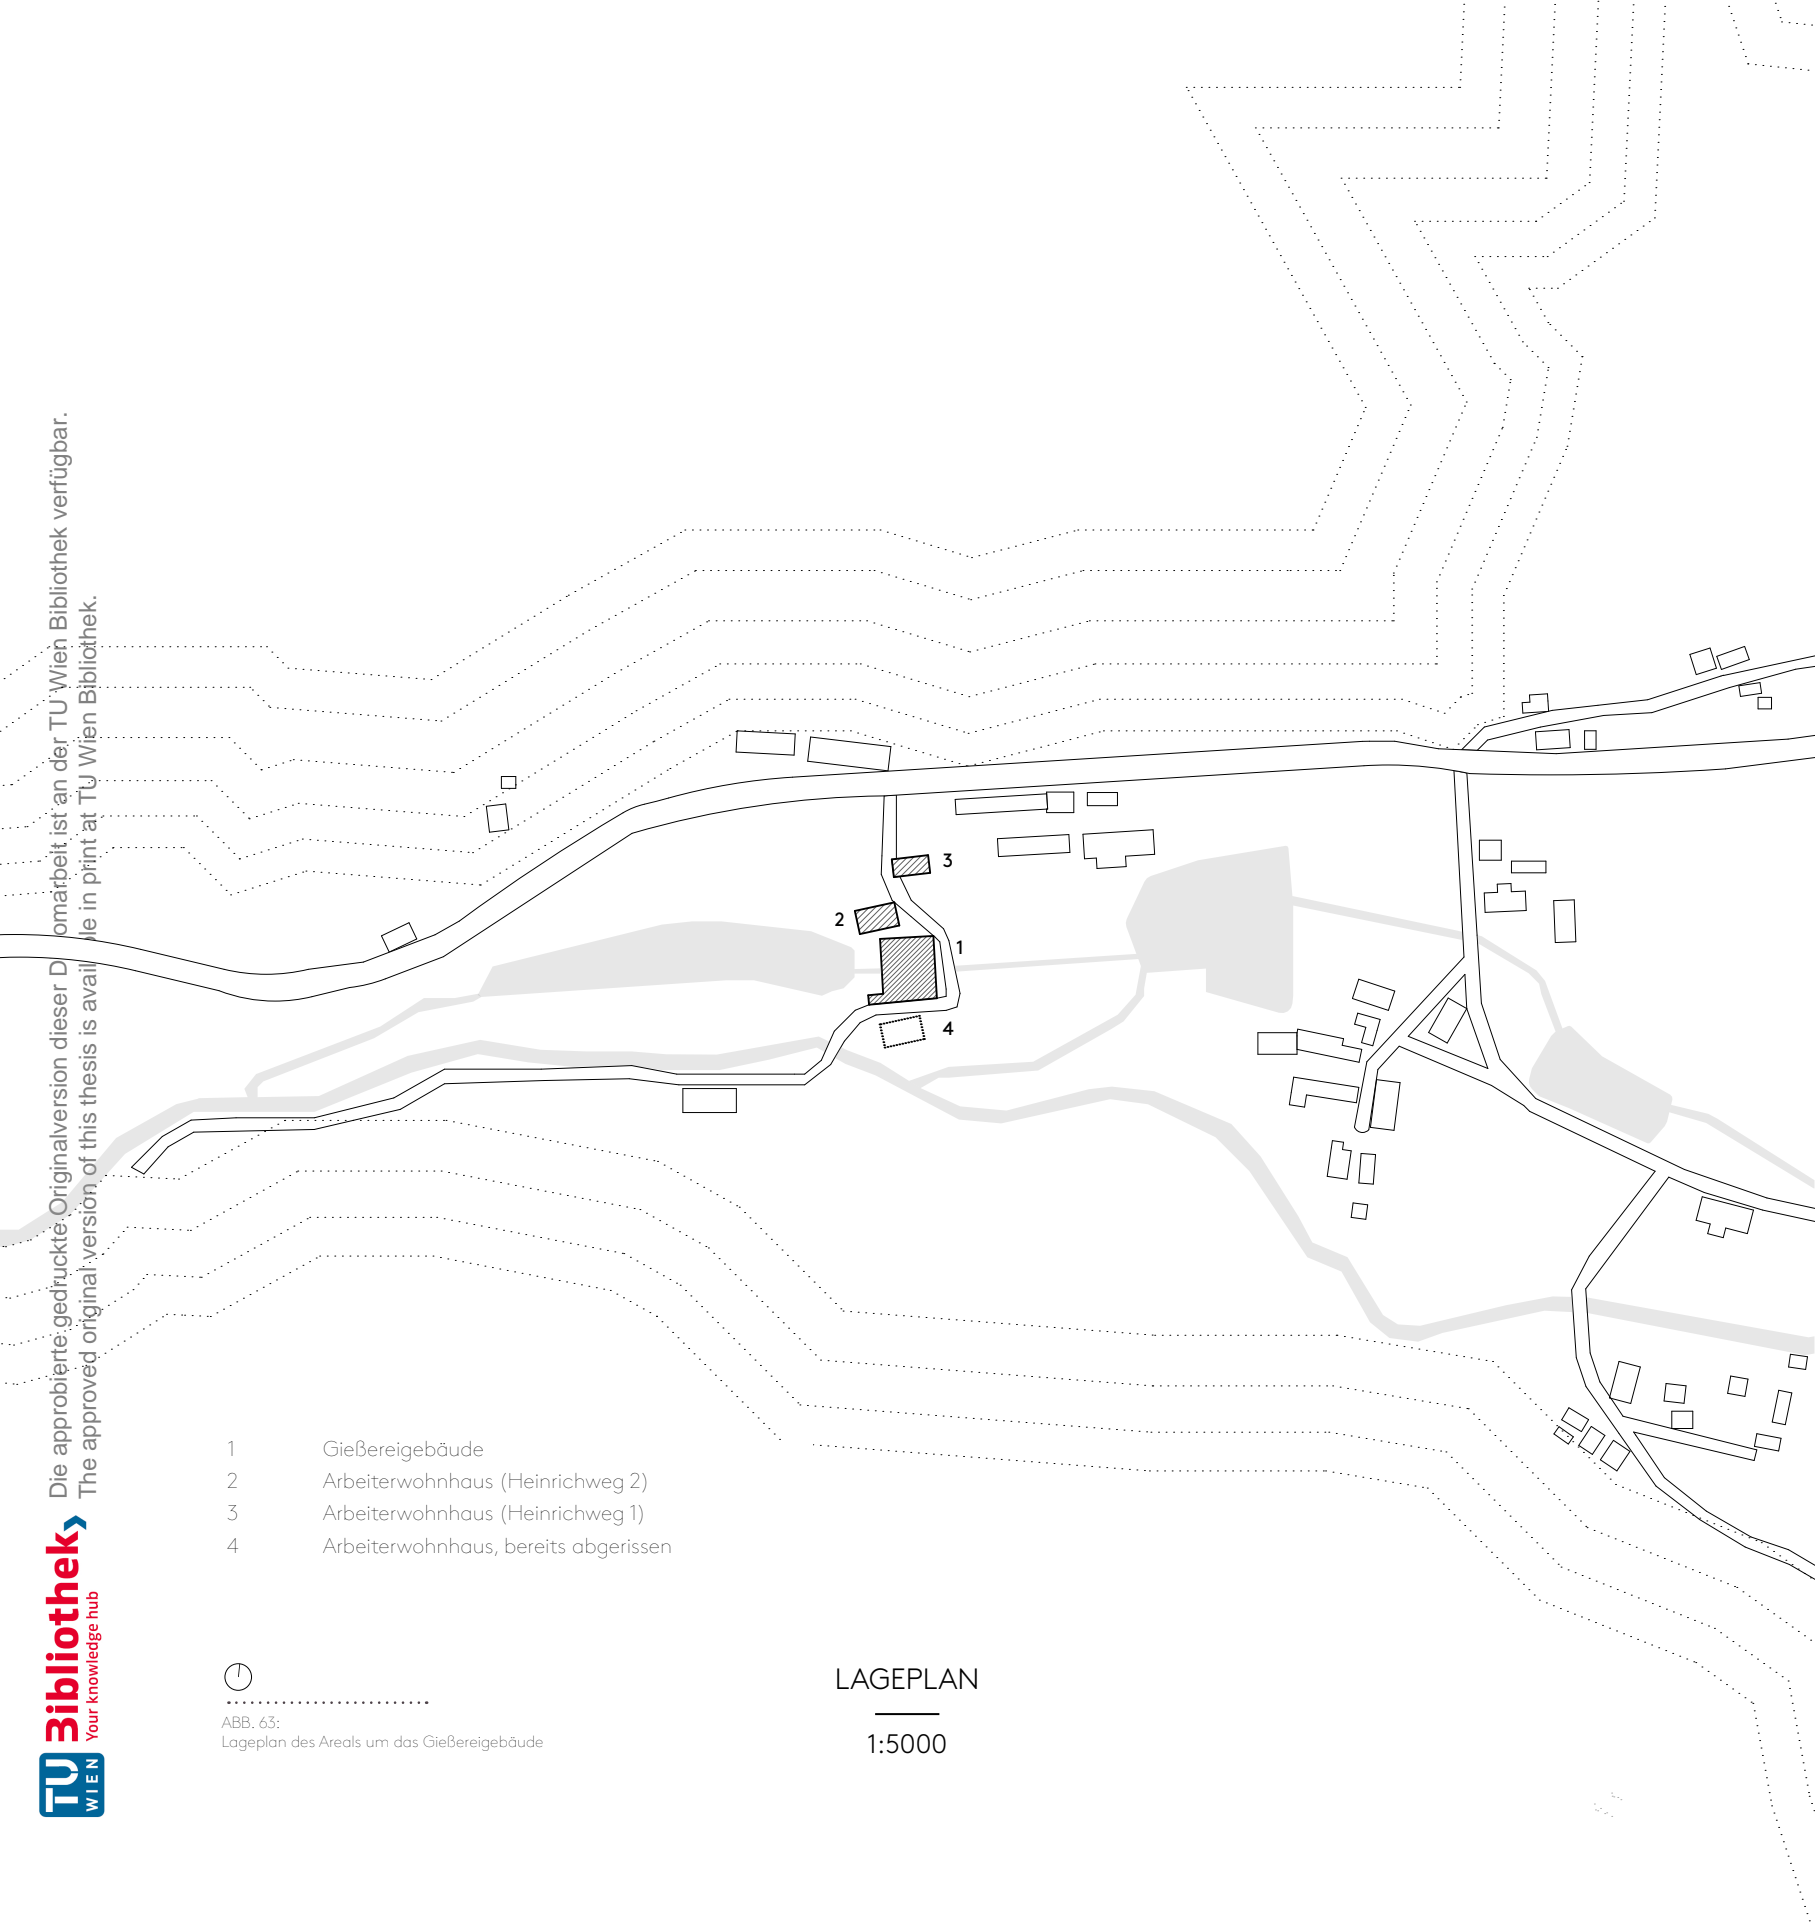 3
2
1
4
1 Gießereigebäude
2 Arbeiterwohnhaus (Heinrichweg 2)
3 Arbeiterwohnhaus (Heinrichweg 1)
4 Arbeiterwohnhaus, bereits abgerissen
ABB. 63:
Lageplan des Areals um das Gießereigebäude
LAGEPLAN
1:5000
Die approbierte gedruckte Originalversion dieser Diplomarbeit ist an der TU Wien Bibliothek verfügbar.
The approved original version of this thesis is available in print at TU Wien Bibliothek.
TU
WIEN
Bibliothek
Your knowledge hub